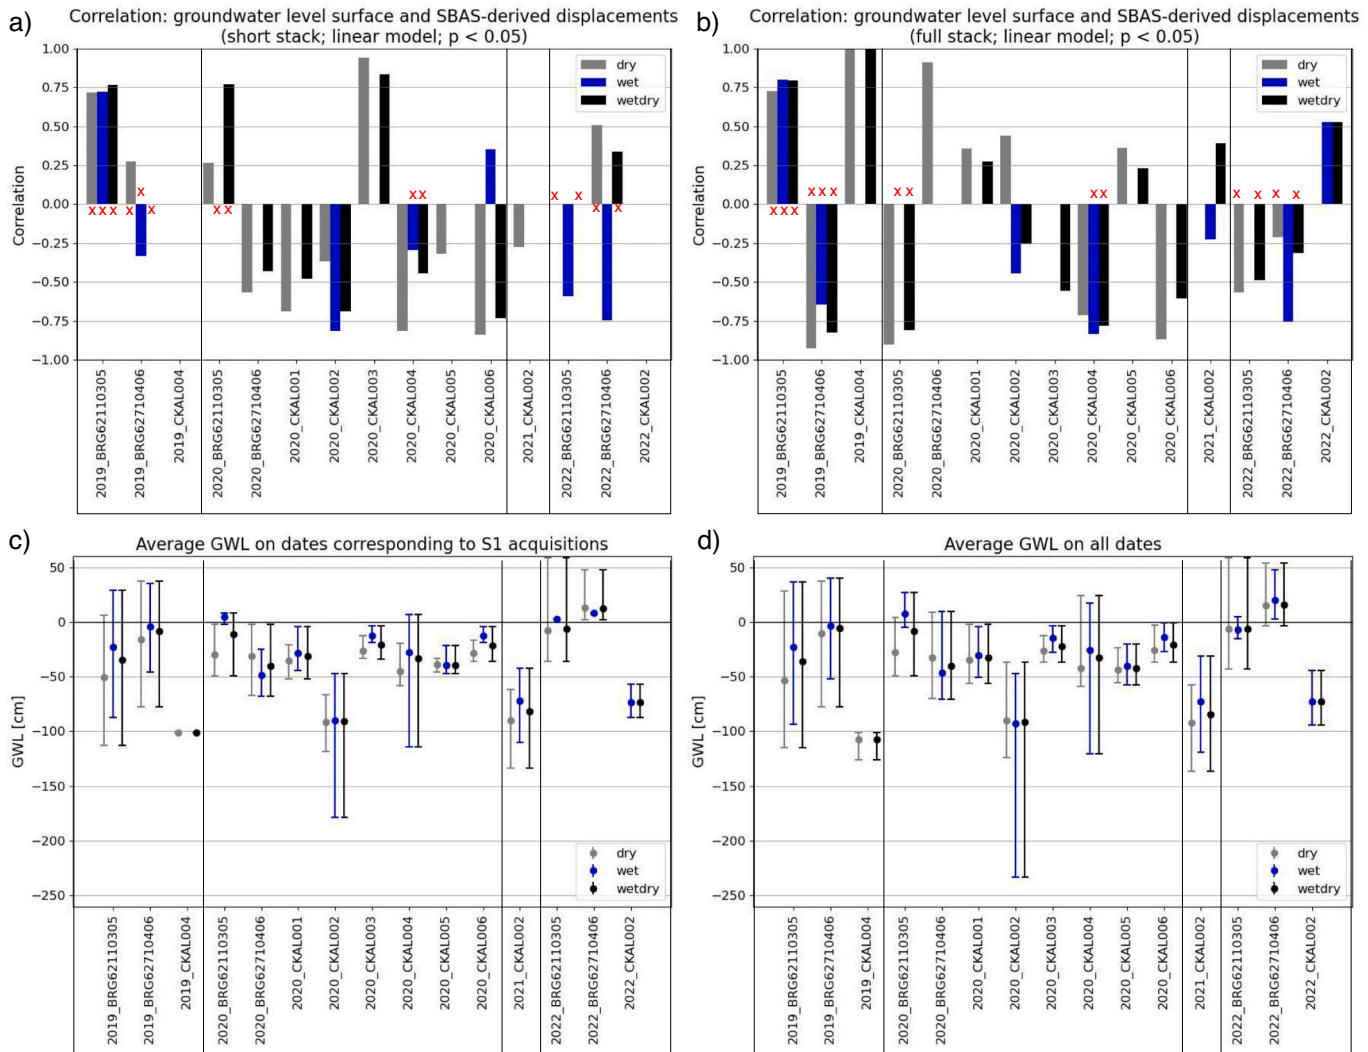 a)
Correlation: groundwater level surface and SBAS-derived displacements
(short stack; linear model; p < 0.05)
1.00
0.75
0.50
0.25
0.00
−0.25
−0.50
−0.75
−1.00
Correlation
dry
wet
wetdry
x x x x x x
x x
x x
x x
x x
2019_BRG62110305
2019_BRG62710406
2019_CKAL004
2020_BRG62110305
2020_BRG62710406
2020_CKAL001
2020_CKAL002
2020_CKAL003
2020_CKAL004
2020_CKAL005
2020_CKAL006
2021_CKAL002
2022_BRG62110305
2022_BRG62710406
2022_CKAL002
b)
Correlation: groundwater level surface and SBAS-derived displacements
(full stack; linear model; p < 0.05)
1.00
0.75
0.50
0.25
0.00
−0.25
−0.50
−0.75
−1.00
Correlation
dry
wet
wetdry
x x x
x x x
x x
x x
x x x x
2019_BRG62110305
2019_BRG62710406
2019_CKAL004
2020_BRG62110305
2020_BRG62710406
2020_CKAL001
2020_CKAL002
2020_CKAL003
2020_CKAL004
2020_CKAL005
2020_CKAL006
2021_CKAL002
2022_BRG62110305
2022_BRG62710406
2022_CKAL002
c)
Average GWL on dates corresponding to S1 acquisitions
50
0
−50
−100
−150
−200
−250
GWL [cm]
dry
wet
wetdry
2019_BRG62110305
2019_BRG62710406
2019_CKAL004
2020_BRG62110305
2020_BRG62710406
2020_CKAL001
2020_CKAL002
2020_CKAL003
2020_CKAL004
2020_CKAL005
2020_CKAL006
2021_CKAL002
2022_BRG62110305
2022_BRG62710406
2022_CKAL002
d)
Average GWL on all dates
50
0
−50
−100
−150
−200
−250
GWL [cm]
dry
wet
wetdry
2019_BRG62110305
2019_BRG62710406
2019_CKAL004
2020_BRG62110305
2020_BRG62710406
2020_CKAL001
2020_CKAL002
2020_CKAL003
2020_CKAL004
2020_CKAL005
2020_CKAL006
2021_CKAL002
2022_BRG62110305
2022_BRG62710406
2022_CKAL002